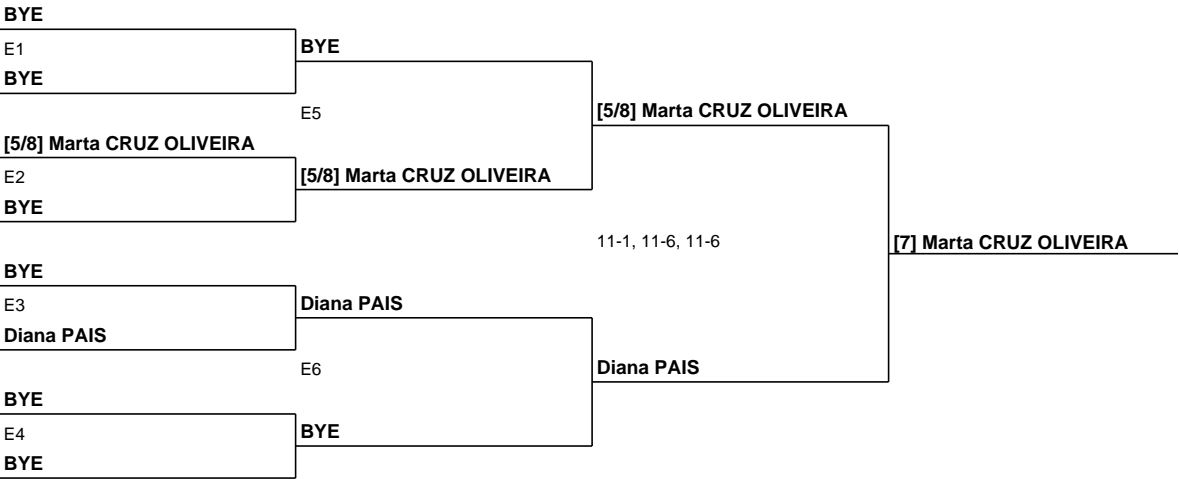 BYE
E1
BYE
BYE
E5
[5/8] Marta CRUZ OLIVEIRA
[5/8] Marta CRUZ OLIVEIRA
E2
[5/8] Marta CRUZ OLIVEIRA
BYE
11-1, 11-6, 11-6
[7] Marta CRUZ OLIVEIRA
BYE
E3
Diana PAIS
Diana PAIS
E6
Diana PAIS
BYE
E4
BYE
BYE